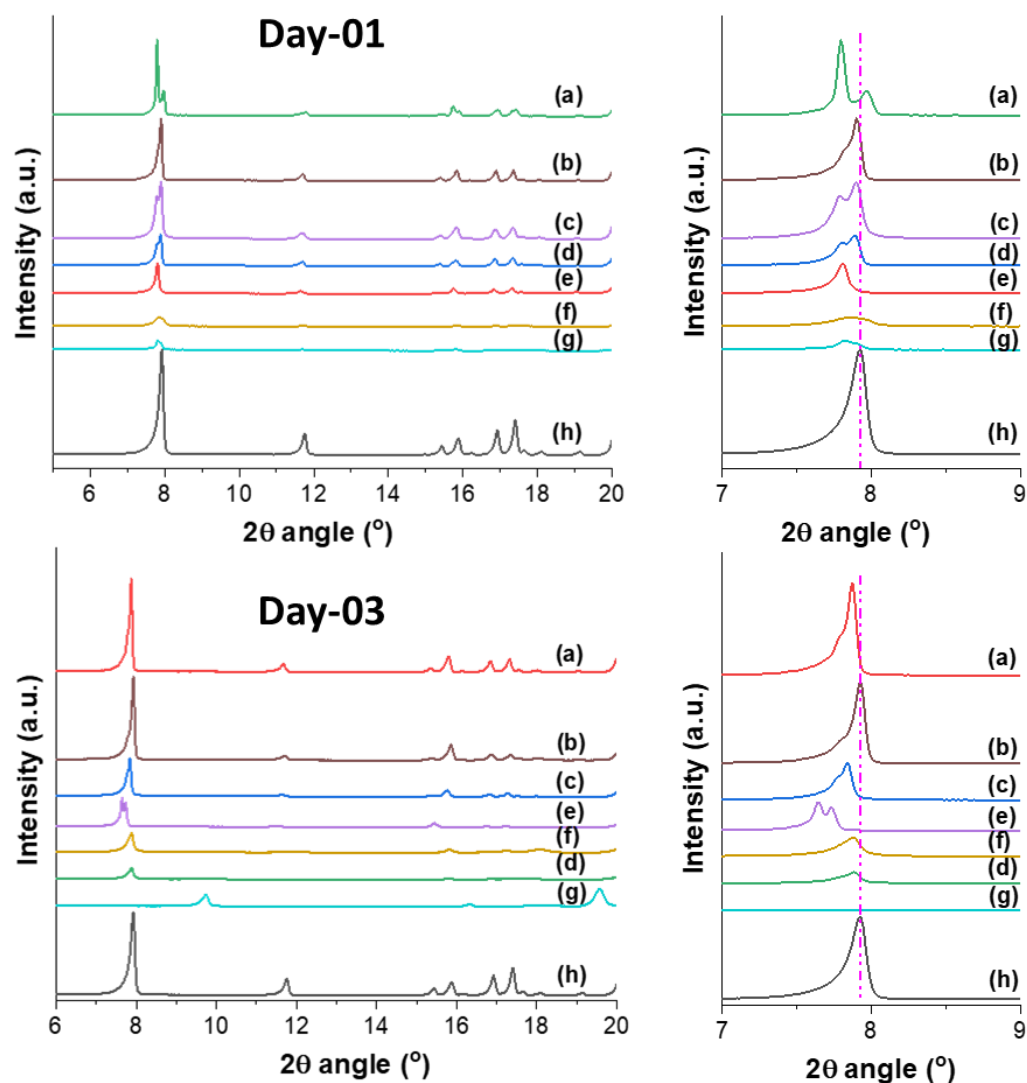 Day-01
Intensity (a.u.)
(a)
(b)
(c)
(d)
(e)
(f)
(g)
(h)
6 8 10 12 14 16 18 20
2θ angle (o)
Intensity (a.u.)
(a)
(b)
(c)
(d)
(e)
(f)
(g)
(h)
7 8 9
2θ angle (o)
Day-03
Intensity (a.u.)
(a)
(b)
(c)
(e)
(f)
(d)
(g)
(h)
6 8 10 12 14 16 18 20
2θ angle (o)
Intensity (a.u.)
(a)
(b)
(c)
(e)
(f)
(d)
(g)
(h)
7 8 9
2θ angle (o)